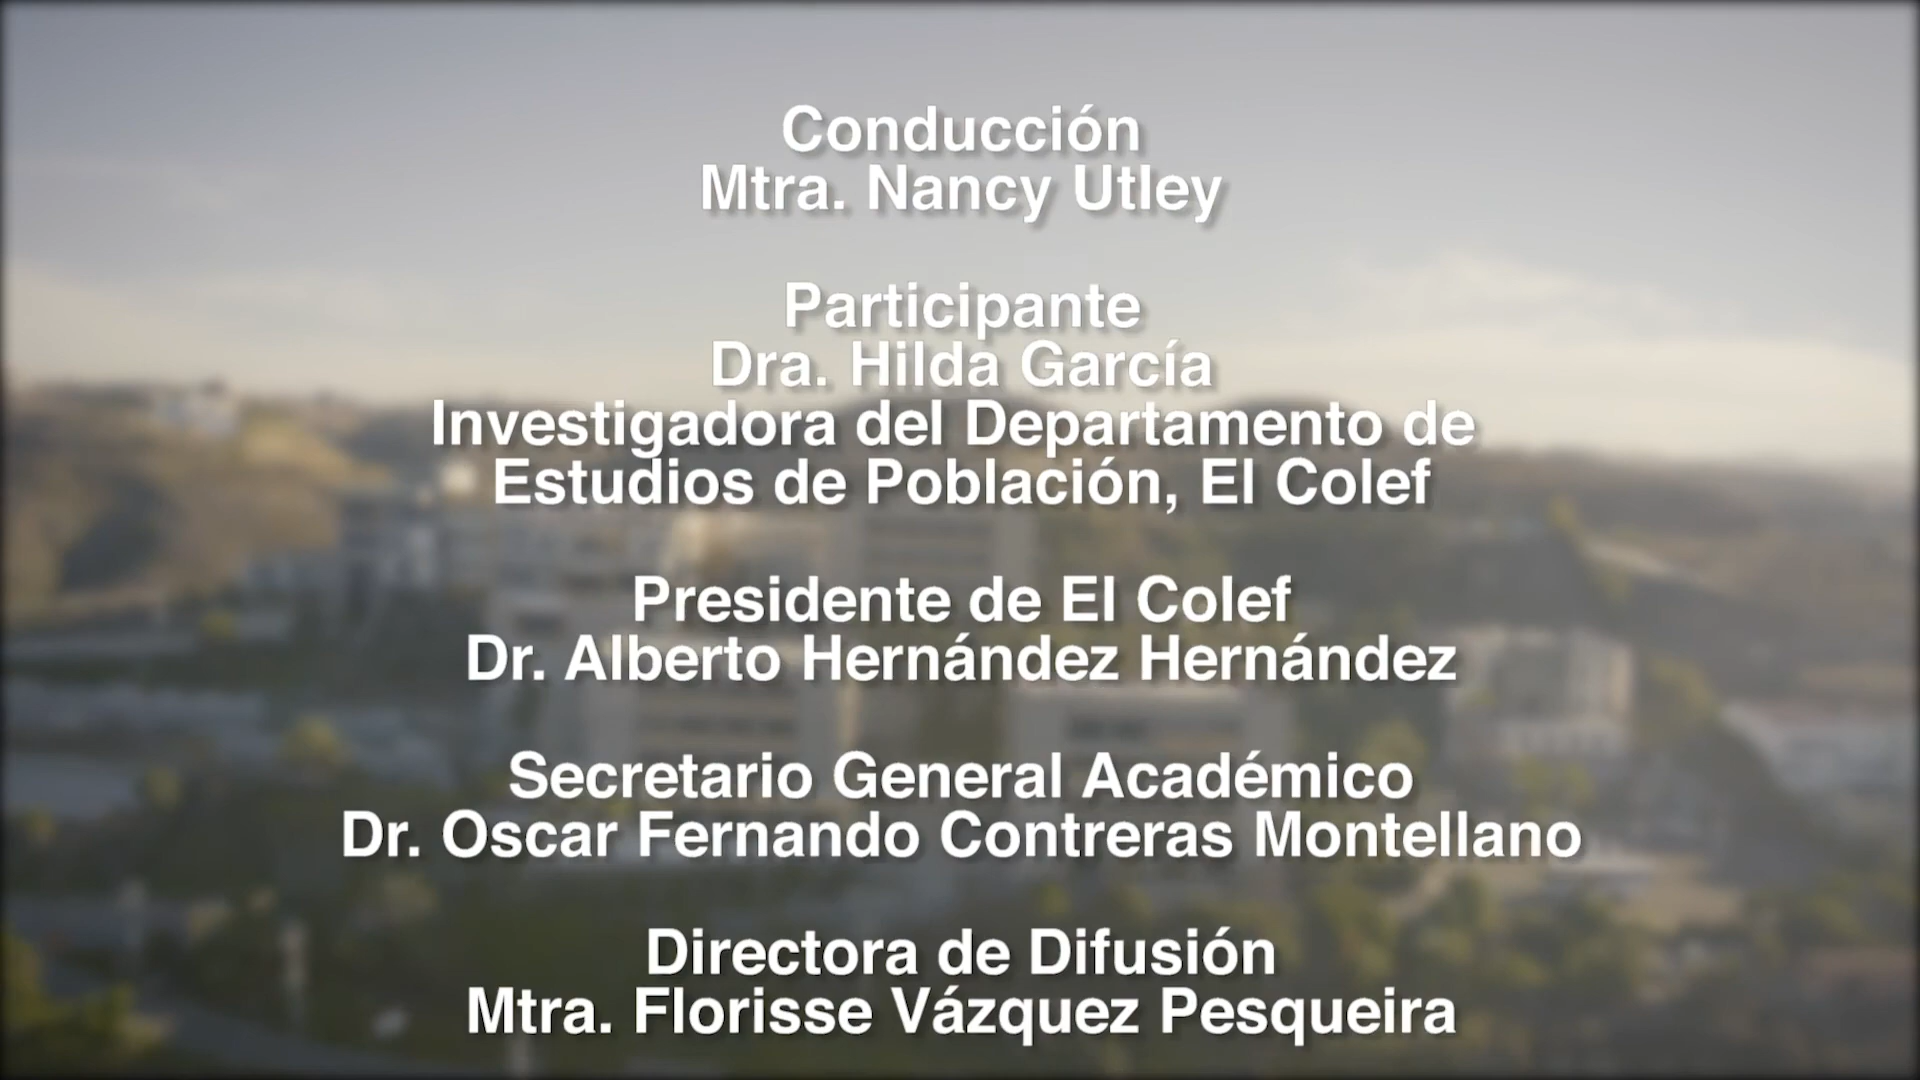 Conducción
Mtra. Nancy Utley
Participante
Dra. Hilda García
Investigadora del Departamento de
Estudios de Población, El Colef
Presidente de El Colef
Dr. Alberto Hernández Hernández
Secretario General Académico
Dr. Oscar Fernando Contreras Montellano
Directora de Difusión
Mtra. Florisse Vázquez Pesqueira